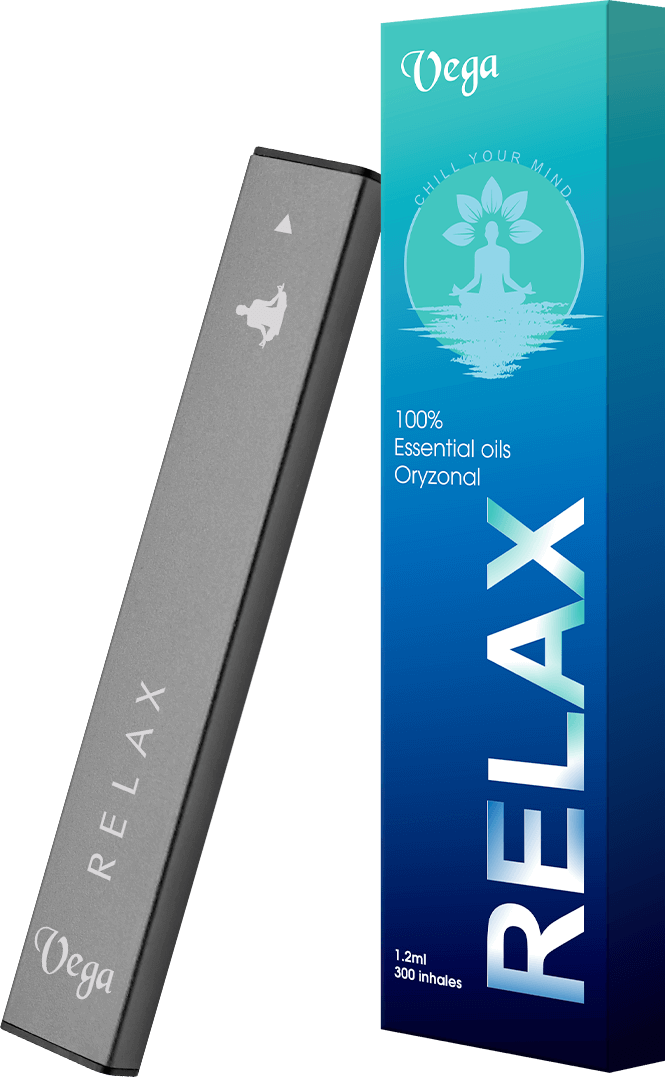 Vega
CHILL YOUR MIND
100%
Essential oils
Oryzonal
RELAX
1.2ml
300 inhales
RELAX
Vega